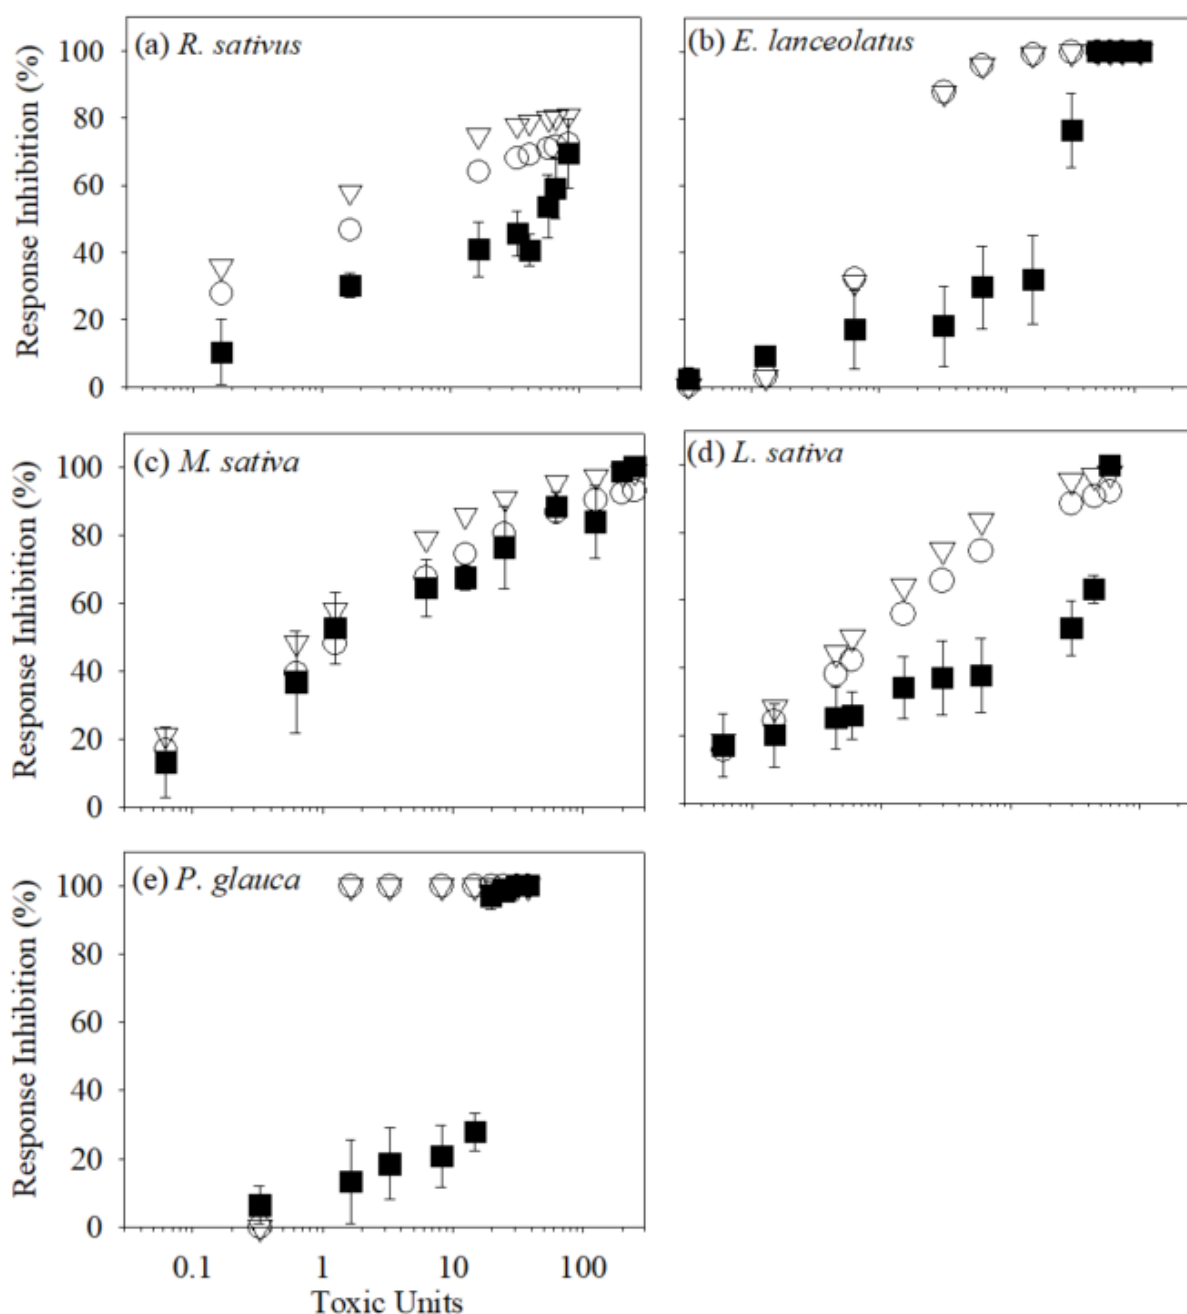 (a) R. sativus
(b) E. lanceolatus
Response Inhibition (%)
100
80
60
40
20
0
(c) M. sativa
(d) L. sativa
Response Inhibition (%)
100
80
60
40
20
0
(e) P. glauca
Response Inhibition (%)
100
80
60
40
20
0
0.1 1 10 100
Toxic Units